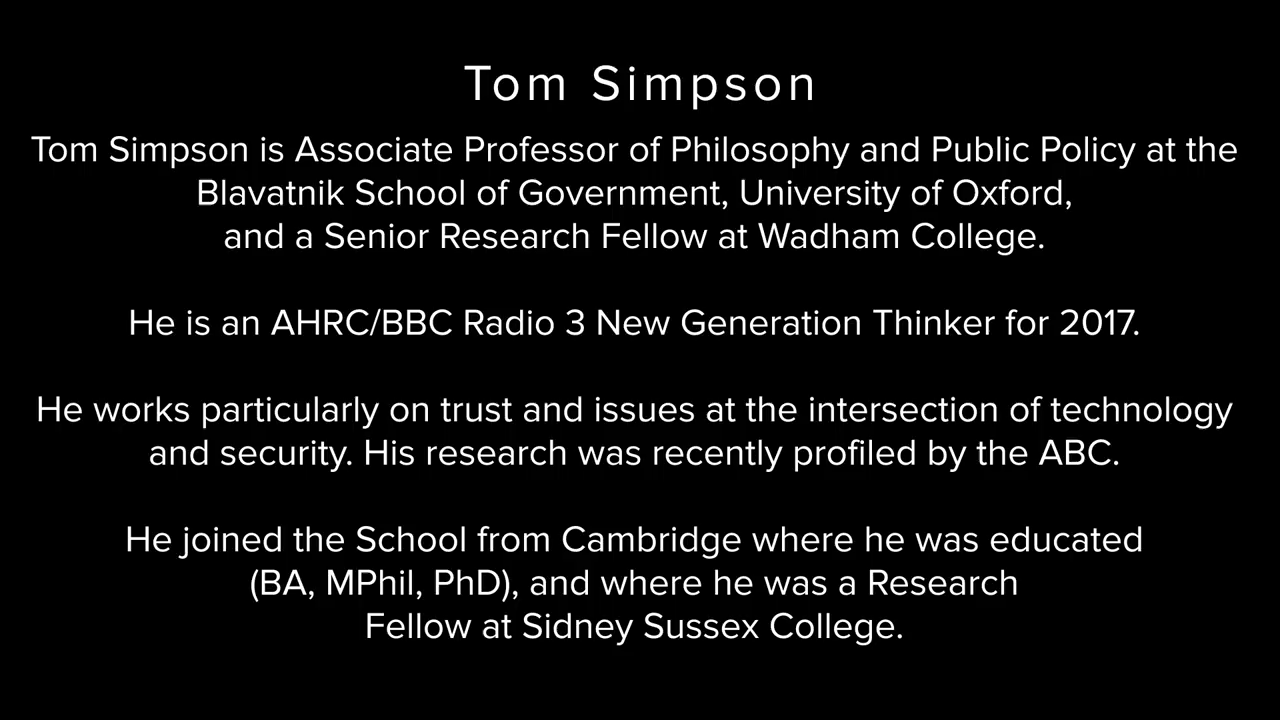 Tom Simpson
Tom Simpson is Associate Professor of Philosophy and Public Policy at the
Blavatnik School of Government, University of Oxford,
and a Senior Research Fellow at Wadham College.
He is an AHRC/BBC Radio 3 New Generation Thinker for 2017.
He works particularly on trust and issues at the intersection of technology
and security. His research was recently profiled by the ABC.
He joined the School from Cambridge where he was educated
(BA, MPhil, PhD), and where he was a Research
Fellow at Sidney Sussex College.